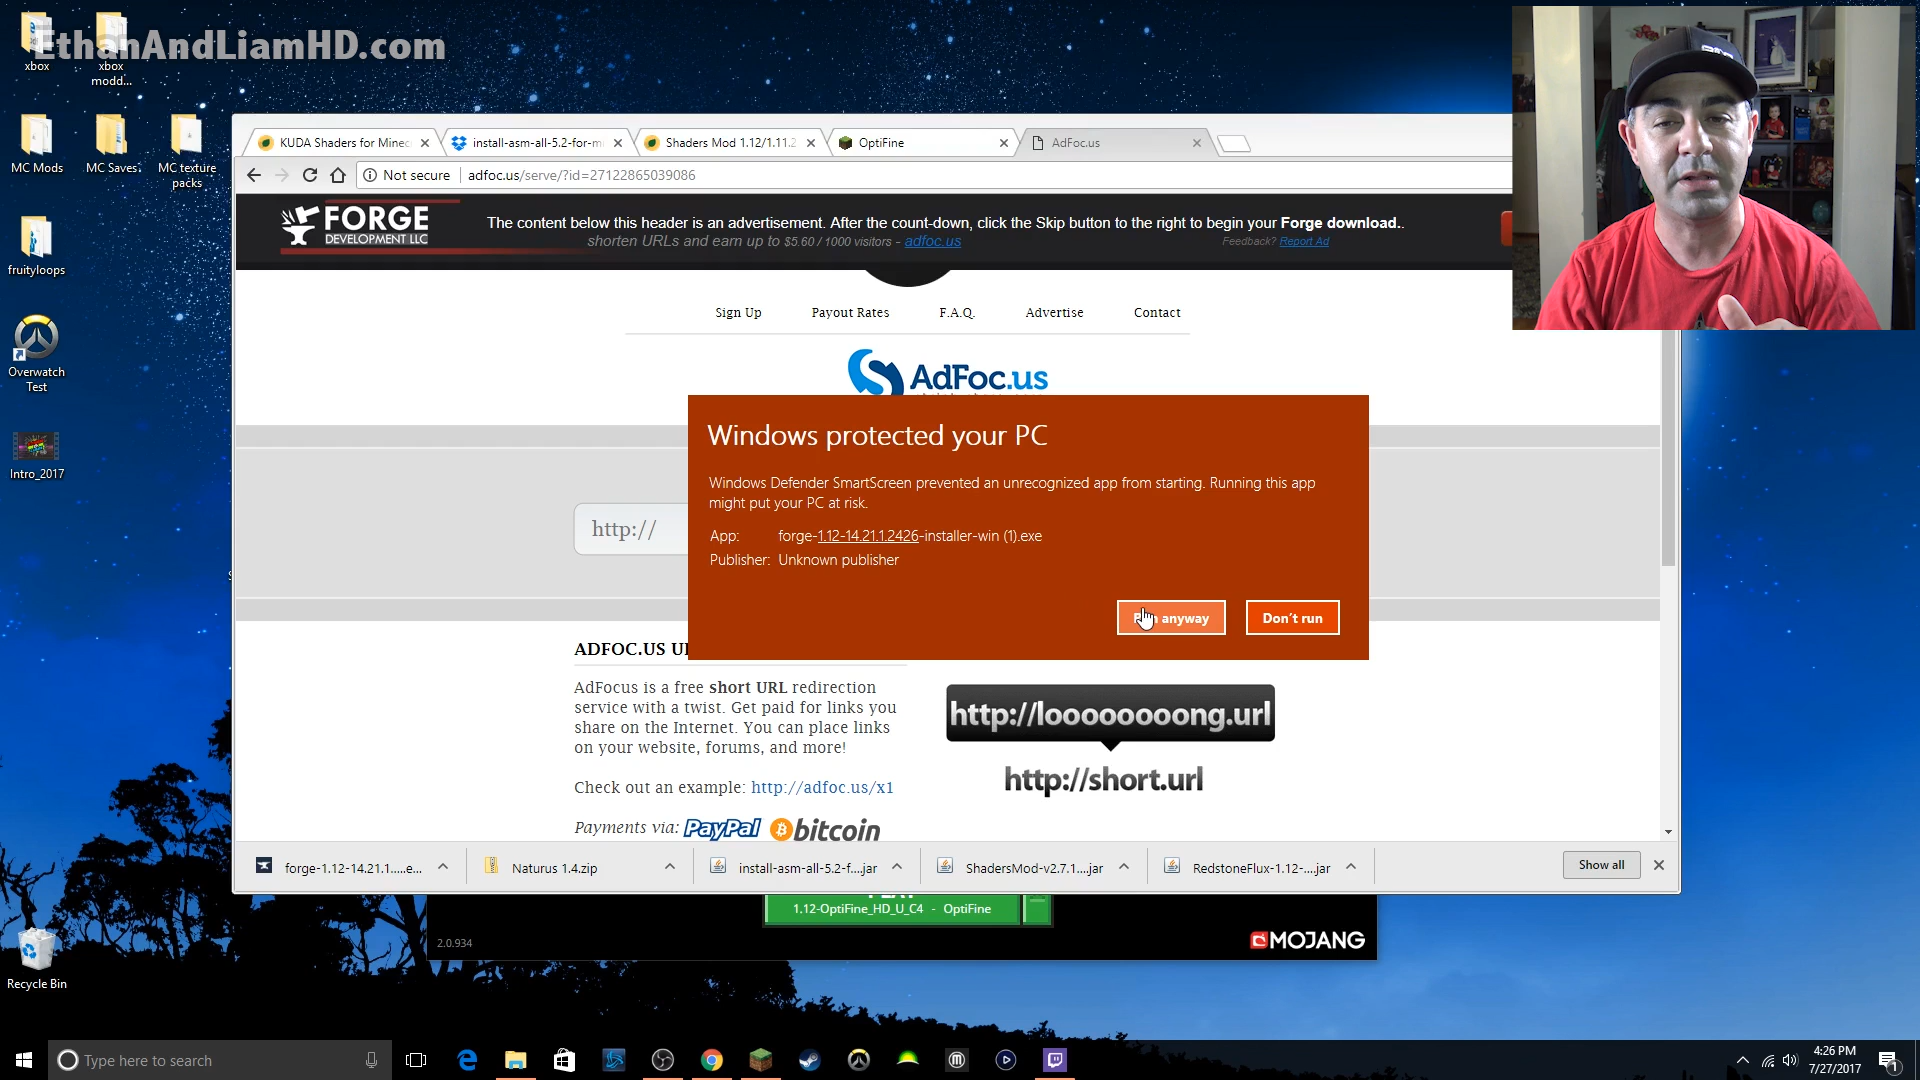 EthanAndLiamHD.com
xbox
xbox
modd...
MC Mods
MC Saves
MC texture
packs
fruityloops
Overwatch
Test
Intro_2017
Recycle Bin
KUDA Shaders for Minec
install-asm-all-5.2-for-m
Shaders Mod 1.12/1.11.2
OptiFine
AdFoc.us
Not secure
adfoc.us/serve/?id=27122865039086
FORGE
DEVELOPMENT LLC
The content below this header is an advertisement. After the count-down, click the Skip button to the right to begin your Forge download..
shorten URLs and earn up to $5.60 / 1000 visitors - adfoc.us
Feedback? Report Ad
Sign Up
Payout Rates
F.A.Q.
Advertise
Contact
AdFoc.us
http://
Windows protected your PC
Windows Defender SmartScreen prevented an unrecognized app from starting. Running this app
might put your PC at risk.
App: forge-1.12-14.21.1.2426-installer-win (1).exe
Publisher: Unknown publisher
anyway
Don't run
ADFOC.US
AdFocus is a free short URL redirection
service with a twist. Get paid for links you
share on the Internet. You can place links
on your website, forums, and more!
Check out an example: http://adfoc.us/x1
Payments via: PayPal bitcoin
http://loooooooong.url
http://short.url
forge-1.12-14.21.1.....e...
Naturus 1.4.zip
install-asm-all-5.2-f....jar
ShadersMod-v2.7.1....jar
RedstoneFlux-1.12-....jar
Show all
1.12-OptiFine_HD_U_C4 - OptiFine
2.0.934
MOJANG
Type here to search
4:26 PM
7/27/2017
1